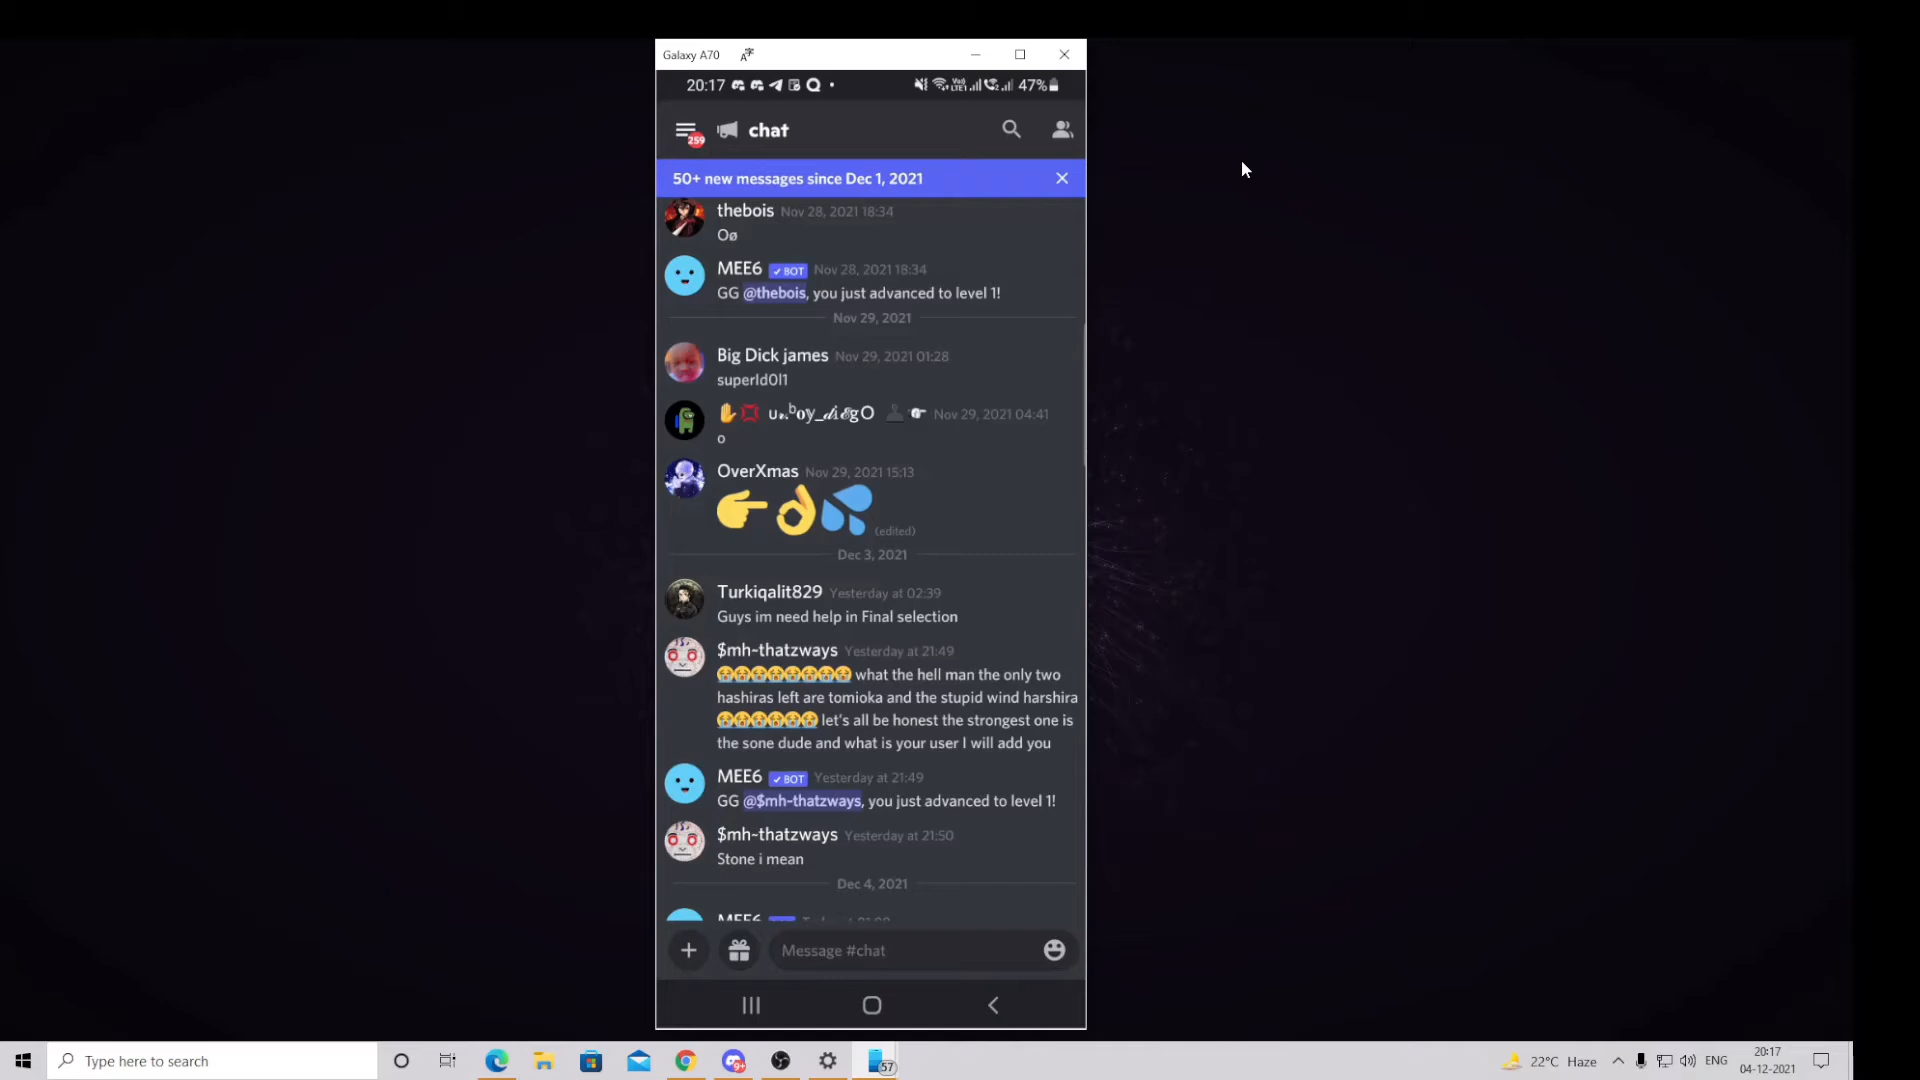 Galaxy A70
20:17
47%
259
chat
50+ new messages since Dec 1, 2021
thebois Nov 28, 2021 18:34
Oø
MEE6 ✓ BOT Nov 28, 2021 18:34
GG @thebois, you just advanced to level 1!
Nov 29, 2021
Big Dick james Nov 29, 2021 01:28
superId0l1
Nov 29, 2021 04:41
o
OverXmas Nov 29, 2021 15:13
👉👌💦 (edited)
Dec 3, 2021
Turkiqalit829 Yesterday at 02:39
Guys im need help in Final selection
$mh-thatzways Yesterday at 21:49
😭😭😭😭😭😭😭😭 what the hell man the only two
hashiras left are tomioka and the stupid wind harshira
😭😭😭😭😭😭 let's all be honest the strongest one is
the sone dude and what is your user I will add you
MEE6 ✓ BOT Yesterday at 21:49
GG @$mh-thatzways, you just advanced to level 1!
$mh-thatzways Yesterday at 21:50
Stone i mean
Dec 4, 2021
MEE6
Message #chat
Type here to search
9+
57
22°C Haze
ENG
20:17
04-12-2021